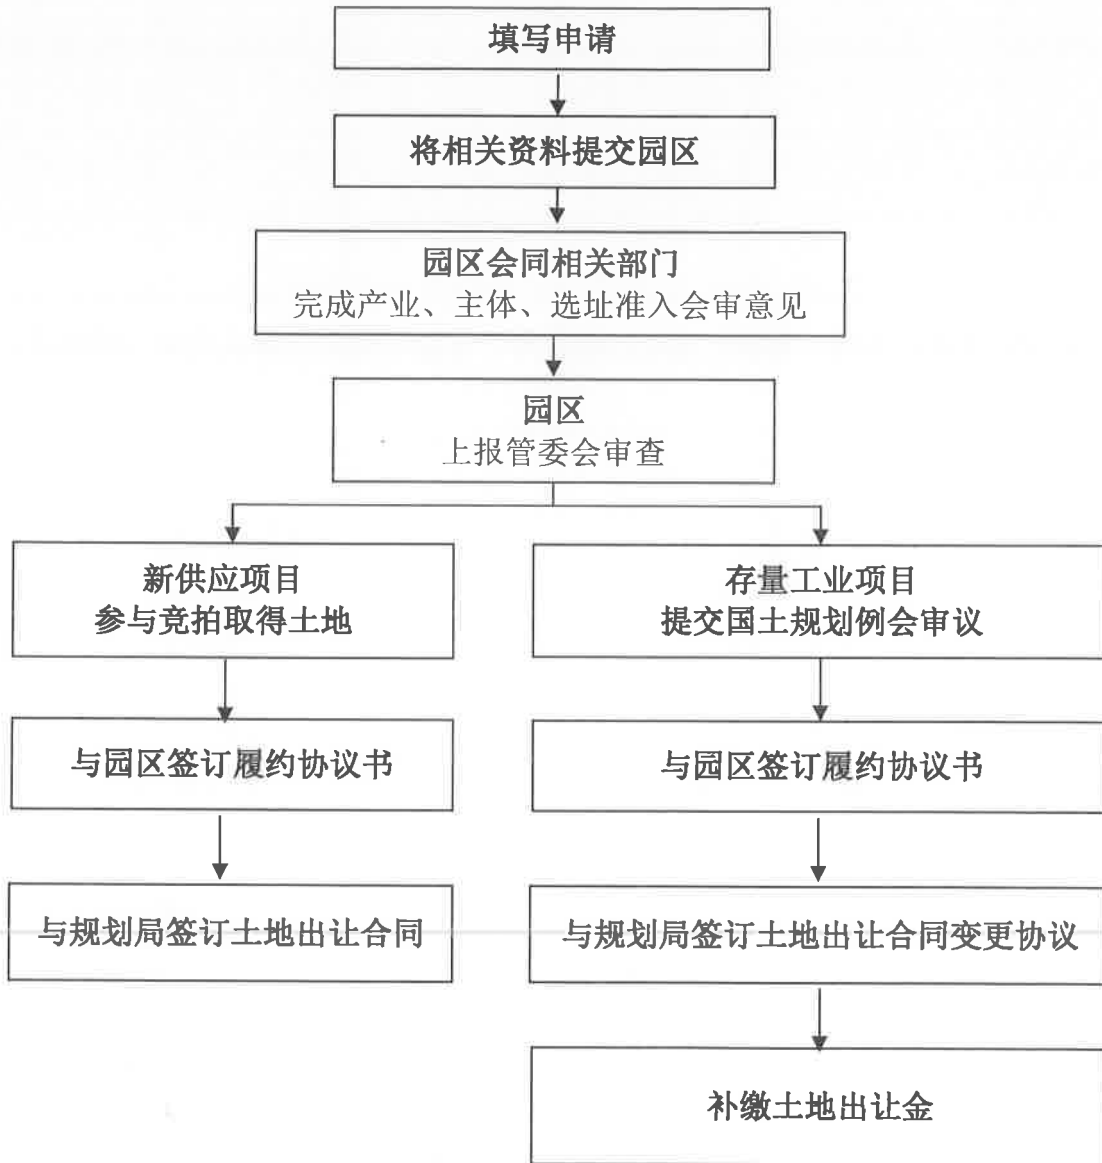 填写申请
将相关资料提交园区
园区会同相关部门
完成产业、主体、选址准入会审意见
园区
上报管委会审查
新供应项目
参与竞拍取得土地
存量工业项目
提交国土规划例会审议
与园区签订履约协议书
与园区签订履约协议书
与规划局签订土地出让合同
与规划局签订土地出让合同变更协议
补缴土地出让金